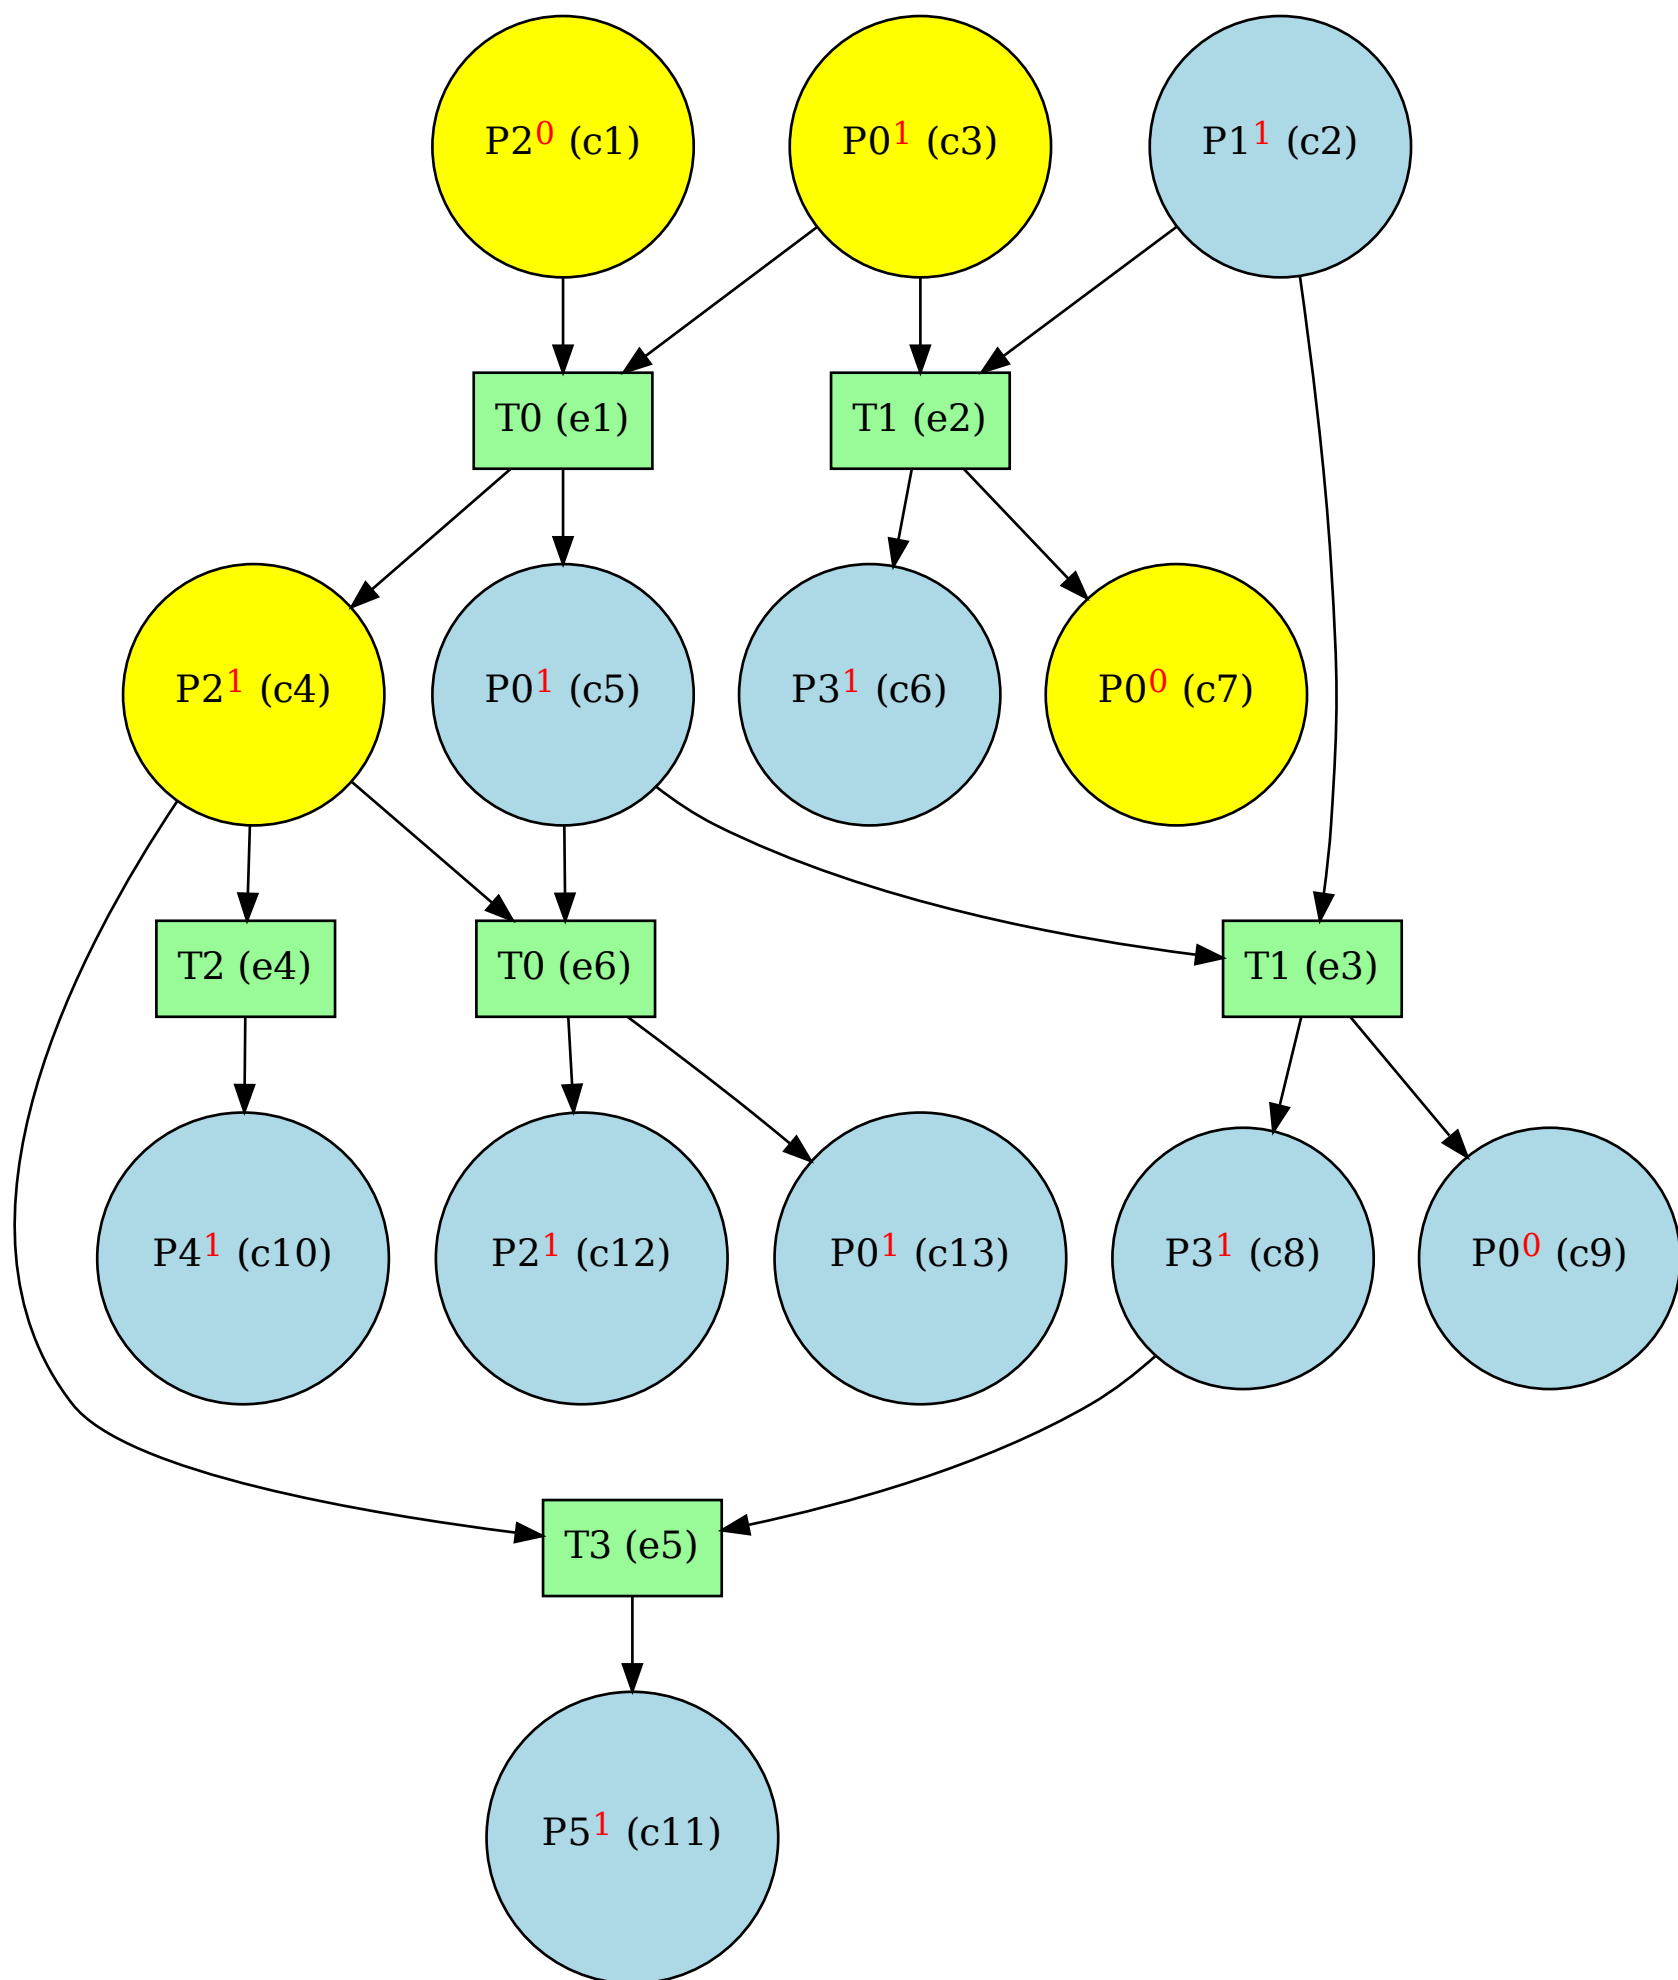 P2⁰ (c1)
P0¹ (c3)
P1¹ (c2)
T0 (e1)
T1 (e2)
P2¹ (c4)
P0¹ (c5)
P3¹ (c6)
P0⁰ (c7)
T2 (e4)
T0 (e6)
T1 (e3)
P4¹ (c10)
P2¹ (c12)
P0¹ (c13)
P3¹ (c8)
P0⁰ (c9)
T3 (e5)
P5¹ (c11)